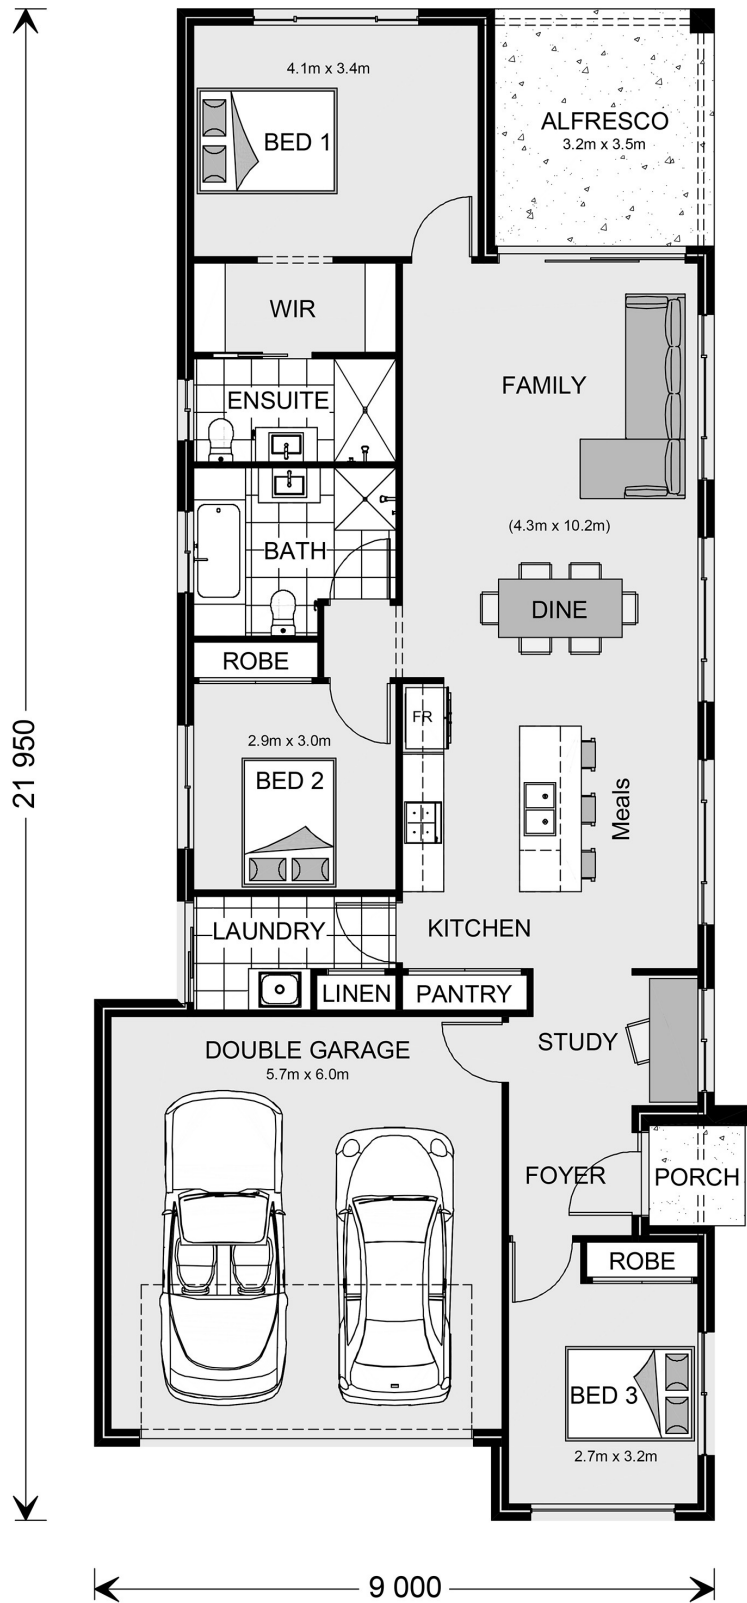 4.1m x 3.4m
BED 1
ALFRESCO
3.2m x 3.5m
WIR
FAMILY
ENSUITE
(4.3m x 10.2m)
BATH
DINE
ROBE
FR
2.9m x 3.0m
BED 2
21 950
Meals
LAUNDRY
KITCHEN
LINEN
PANTRY
STUDY
DOUBLE GARAGE
5.7m x 6.0m
FOYER
PORCH
ROBE
BED 3
2.7m x 3.2m
9 000